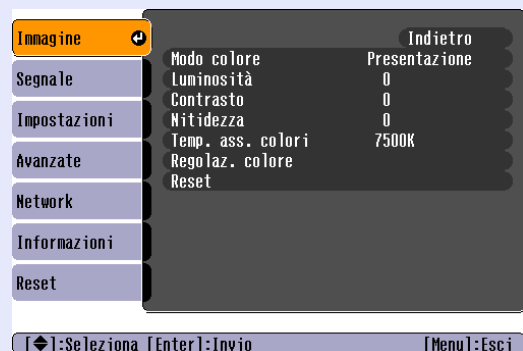 Immagine
Segnale
Impostazioni
Avanzate
Network
Informazioni
Reset
Indietro
Modo colore Presentazione
Luminosità 0
Contrasto 0
Nitidezza 0
Temp. ass. colori 7500K
Regolaz. colore
Reset
[◆]:Seleziona [Enter]:Invio [Menu]:Esci